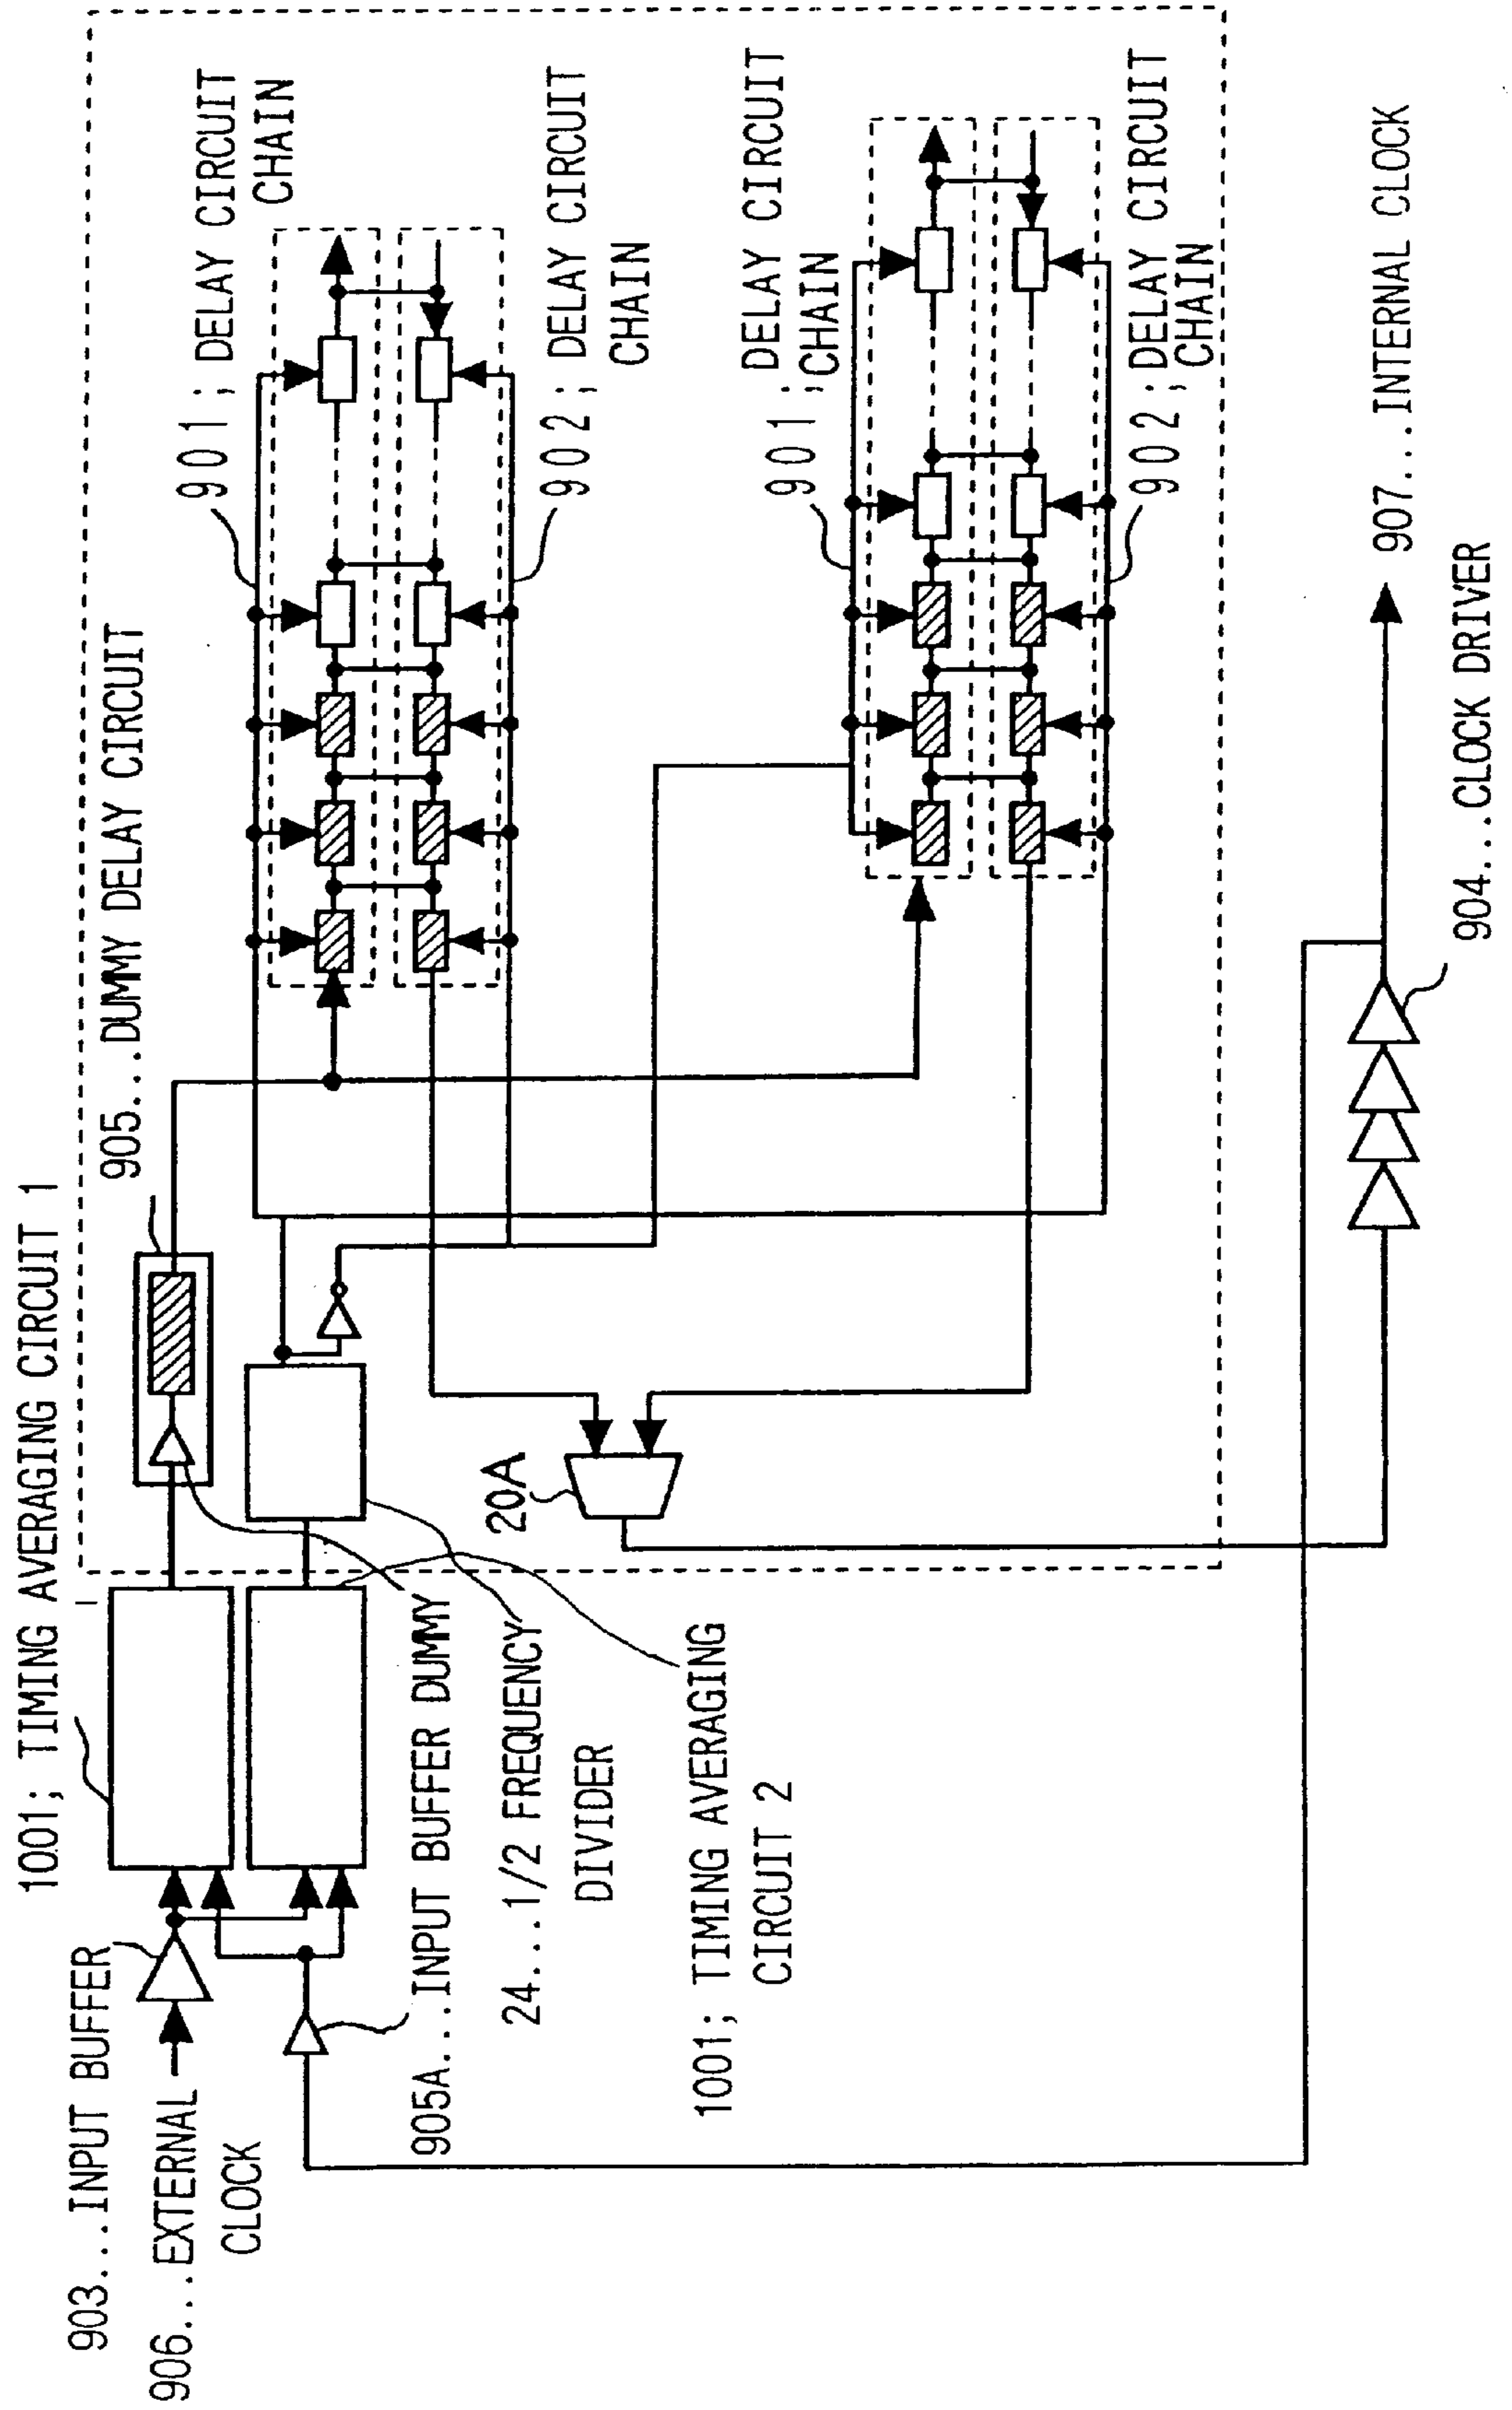 1001; TIMING AVERAGING CIRCUIT 1
903...INPUT BUFFER
906...EXTERNAL
CLOCK
905...DUMMY DELAY CIRCUIT
901; DELAY CIRCUIT
CHAIN
902; DELAY CIRCUIT
CHAIN
905A...INPUT BUFFER DUMMY
24...1/2 FREQUENCY
DIVIDER
20A
1001; TIMING AVERAGING
CIRCUIT 2
901; DELAY CIRCUIT
CHAIN
902; DELAY CIRCUIT
CHAIN
907...INTERNAL CLOCK
904...CLOCK DRIVER